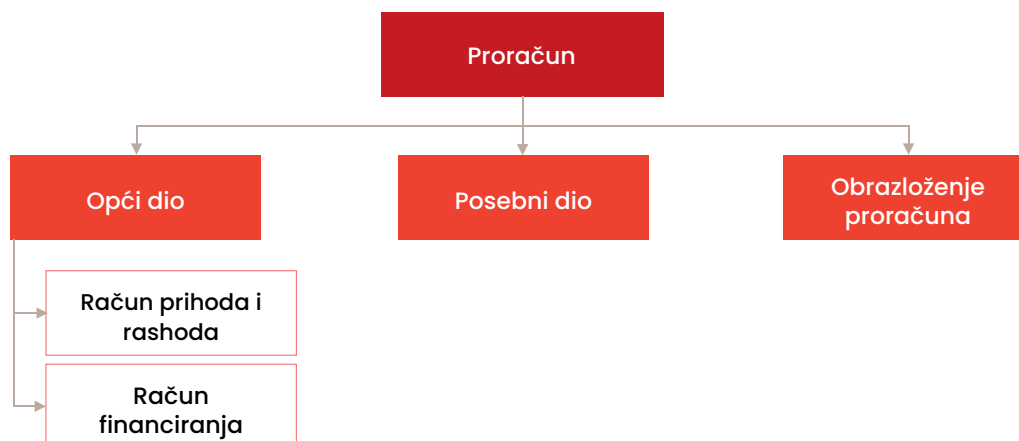 Proračun
Opći dio
Posebni dio
Obrazloženje
proračuna
Račun prihoda i
rashoda
Račun
financiranja